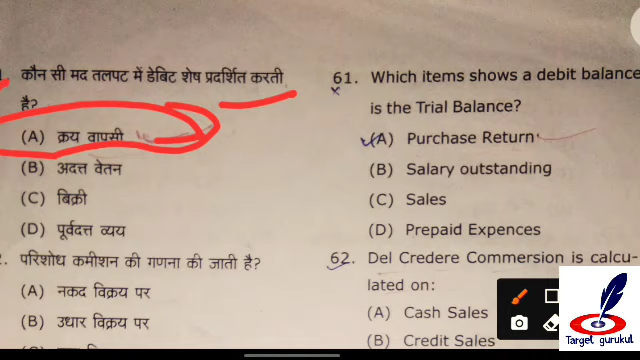 कौन सी मद तलपट में डेबिट शेष प्रदर्शित करती
है?
(A) क्रय वापसी
(B) अदत्त वेतन
(C) बिक्री
(D) पूर्वदत्त व्यय
परिशोध कमीशन की गणना की जाती है?
(A) नकद विक्रय पर
(B) उधार विक्रय पर
61. Which items shows a debit balance
is the Trial Balance?
(A) Purchase Return
(B) Salary outstanding
(C) Sales
(D) Prepaid Expences
62. Del Credere Commersion is calcu-
lated on:
(A) Cash Sales
(B) Credit Sales
Target gurukul